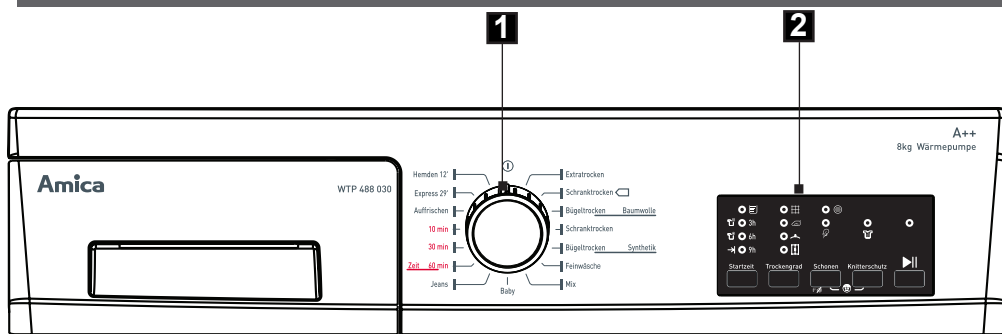 1
2
A++
8kg Wärmepumpe
Amica
WTP 488 030
Hemden 12'
Express 29'
Auffrischen
10 min
30 min
Zeit 60 min
Jeans
Baby
Extratrocken
Schranktrocken
Bügeltrocken Baumwolle
Schranktrocken
Bügeltrocken Synthetik
Feinwäsche
Mix
3h
6h
9h
Startzeit Trockengrad Schonen Knitterschutz